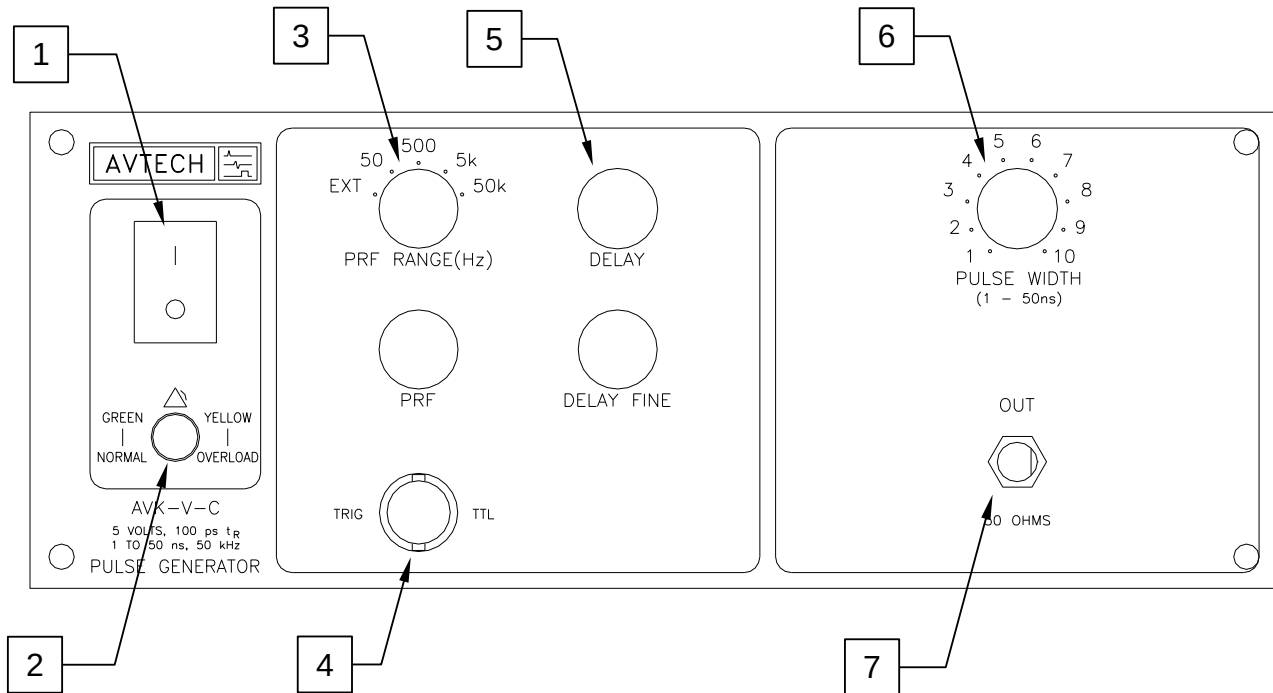 1
3
5
6
AVTECH
EXT 50 500 5k 50k
PRF RANGE(Hz)
DELAY
1 2 3 4 5 6 7 8 9 10
PULSE WIDTH
(1 - 50ns)
I
O
PRF
DELAY FINE
OUT
GREEN
NORMAL
YELLOW
OVERLOAD
TRIG
TTL
OHMS
AVK-V-C
5 VOLTS, 100 ps tR
1 TO 50 ns, 50 kHz
PULSE GENERATOR
2
4
7